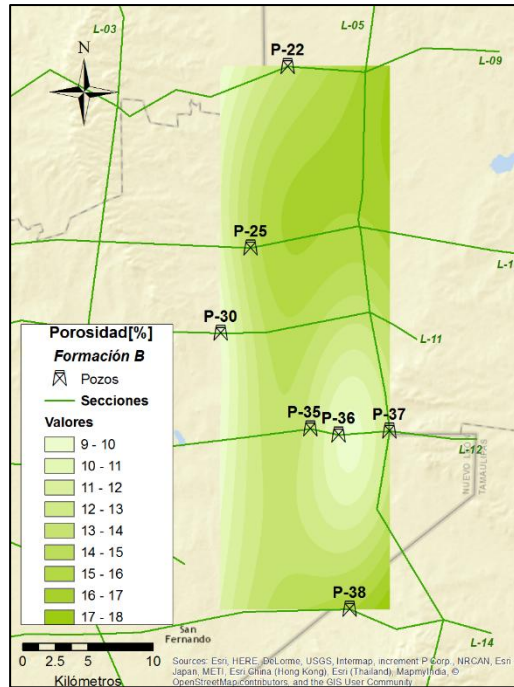 L-03
L-05
N
P-22
L-09
P-25
L-1
P-30
L-11
Porosidad[%]
Formación B
Pozos
Secciones
Valores
9 - 10
10 - 11
11 - 12
12 - 13
13 - 14
14 - 15
15 - 16
16 - 17
17 - 18
P-35
P-36
P-37
L-12
TAMAULIPAS
P-38
San
Fernando
L-14
0 2.5 5 10
Kilómetros
Sources: Esri, HERE, DeLorme, USGS, Intermap, increment P Corp., NRCAN, Esri
Japan, METI, Esri China (Hong Kong), Esri (Thailand), MapmyIndia, ©
OpenStreetMap contributors, and the GIS User Community